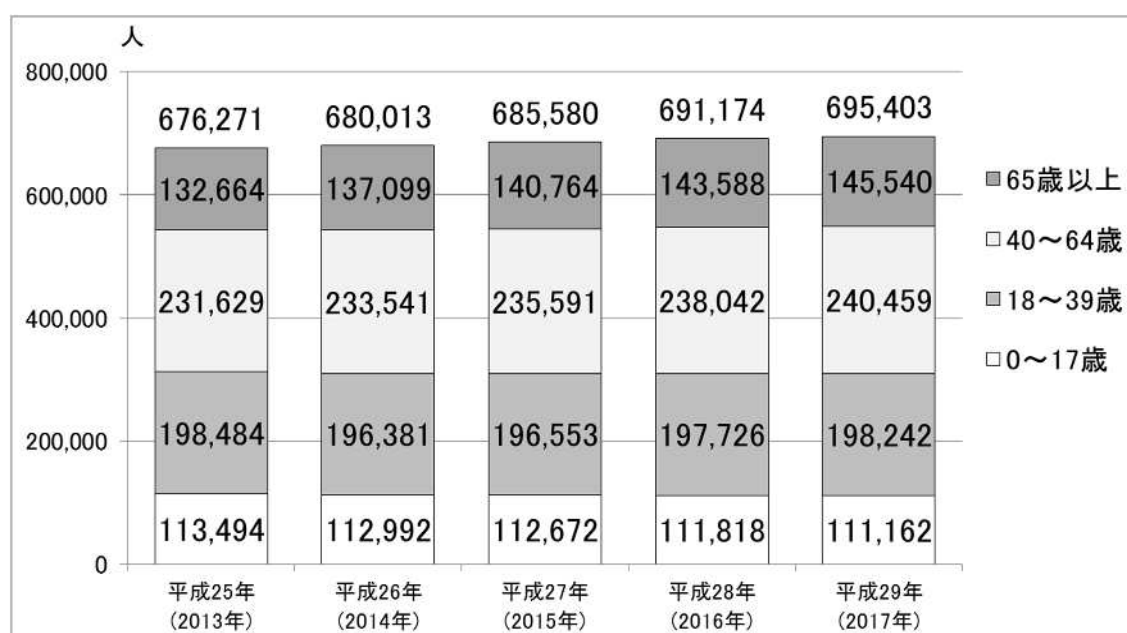 人
800,000
600,000
400,000
200,000
0
676,271 680,013 685,580 691,174 695,403
132,664 137,099 140,764 143,588 145,540
231,629 233,541 235,591 238,042 240,459
198,484 196,381 196,553 197,726 198,242
113,494 112,992 112,672 111,818 111,162
平成25年 平成26年 平成27年 平成28年 平成29年
(2013年) (2014年) (2015年) (2016年) (2017年)
65歳以上
40～64歳
18～39歳
0～17歳